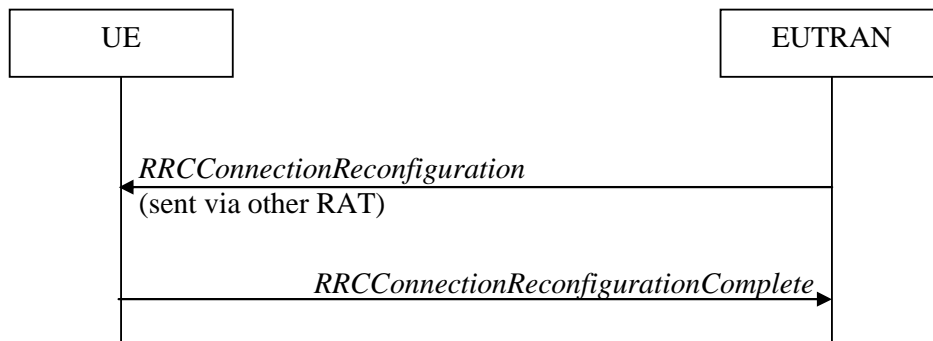 UE
EUTRAN
RRCConnectionReconfiguration
(sent via other RAT)
RRCConnectionReconfigurationComplete